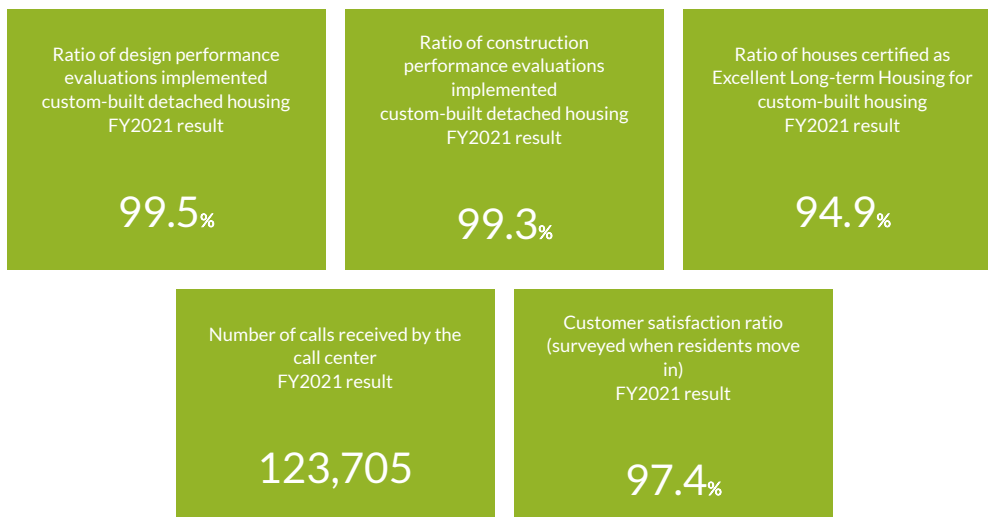 Ratio of design performance
evaluations implemented
custom-built detached housing
FY2021 result
99.5%
Ratio of construction
performance evaluations
implemented
custom-built detached housing
FY2021 result
99.3%
Ratio of houses certified as
Excellent Long-term Housing for
custom-built housing
FY2021 result
94.9%
Number of calls received by the
call center
FY2021 result
123,705
Customer satisfaction ratio
(surveyed when residents move
in)
FY2021 result
97.4%